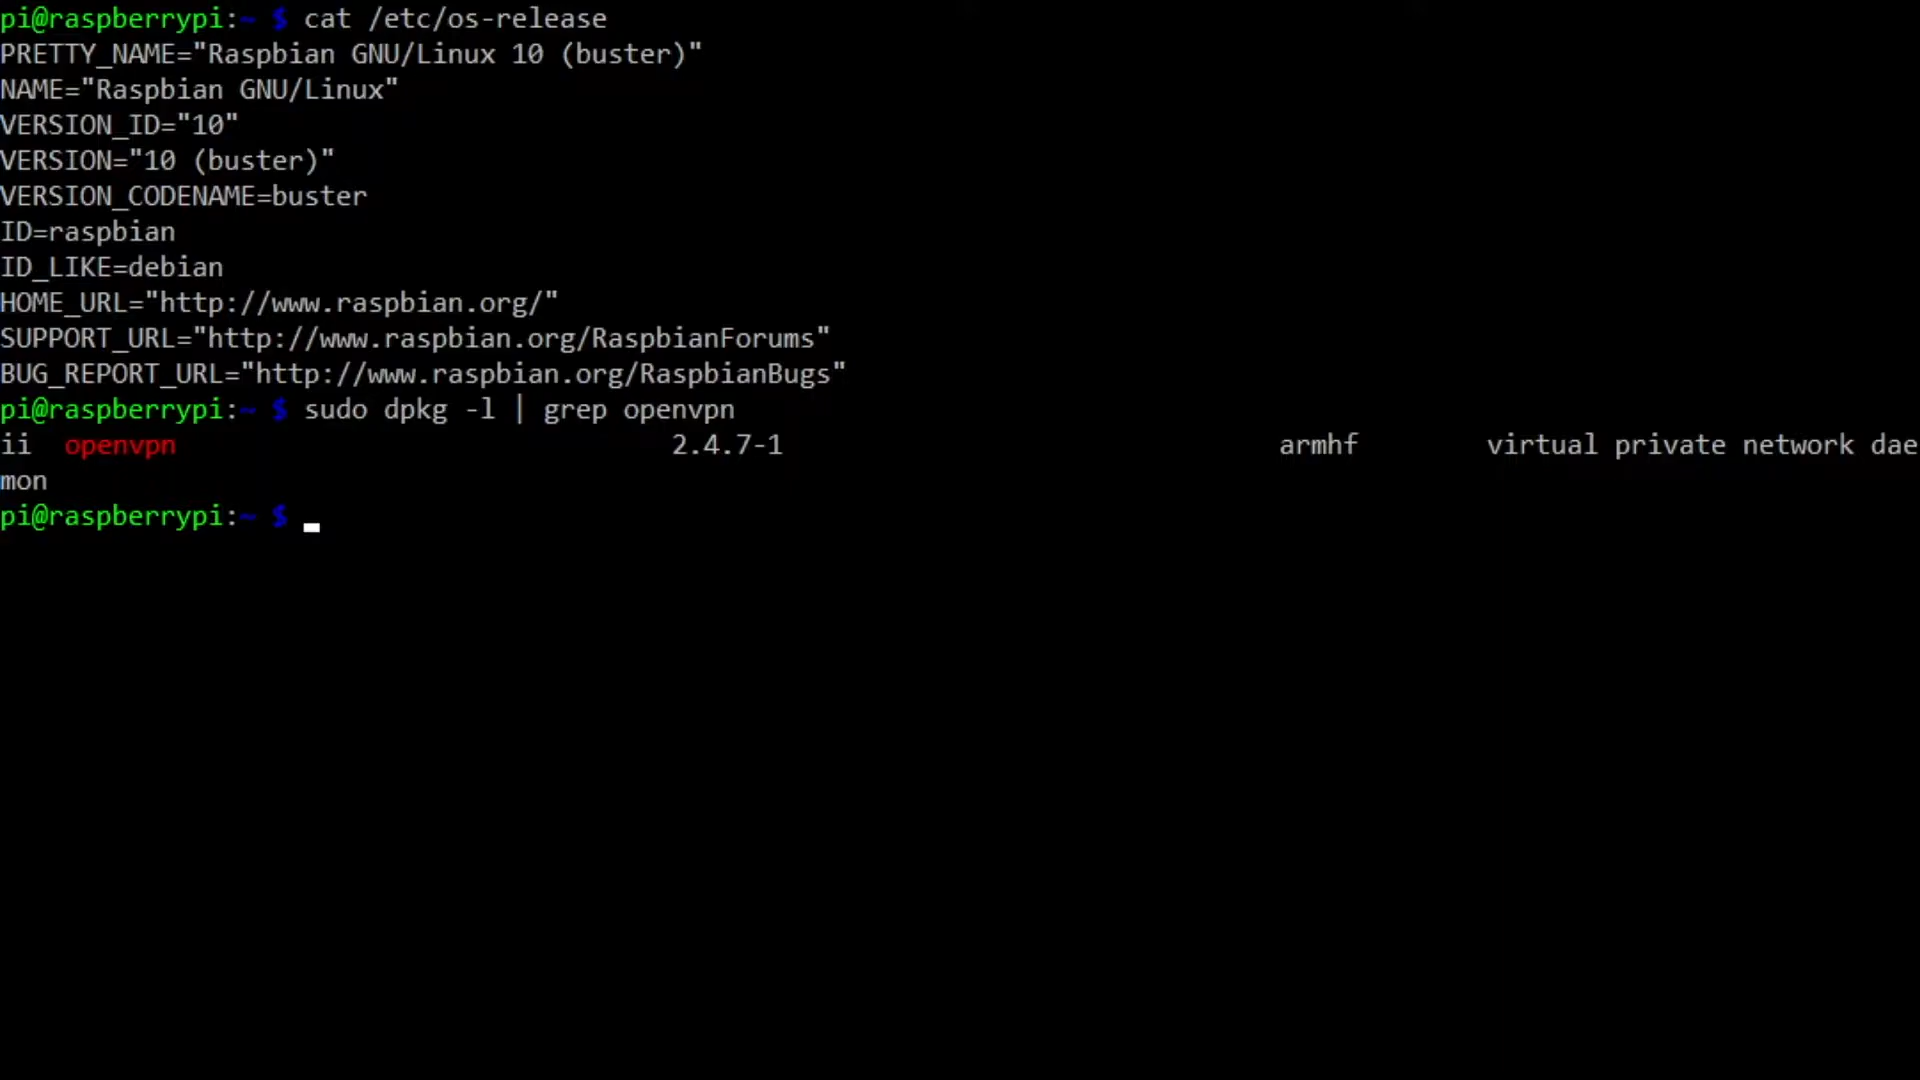 pi@raspberrypi:~ $ cat /etc/os-release
PRETTY_NAME="Raspbian GNU/Linux 10 (buster)"
NAME="Raspbian GNU/Linux"
VERSION_ID="10"
VERSION="10 (buster)"
VERSION_CODENAME=buster
ID=raspbian
ID_LIKE=debian
HOME_URL="http://www.raspbian.org/"
SUPPORT_URL="http://www.raspbian.org/RaspbianForums"
BUG_REPORT_URL="http://www.raspbian.org/RaspbianBugs"
pi@raspberrypi:~ $ sudo dpkg -l | grep openvpn
ii  openvpn                               2.4.7-1                               armhf        virtual private network dae
mon
pi@raspberrypi:~ $